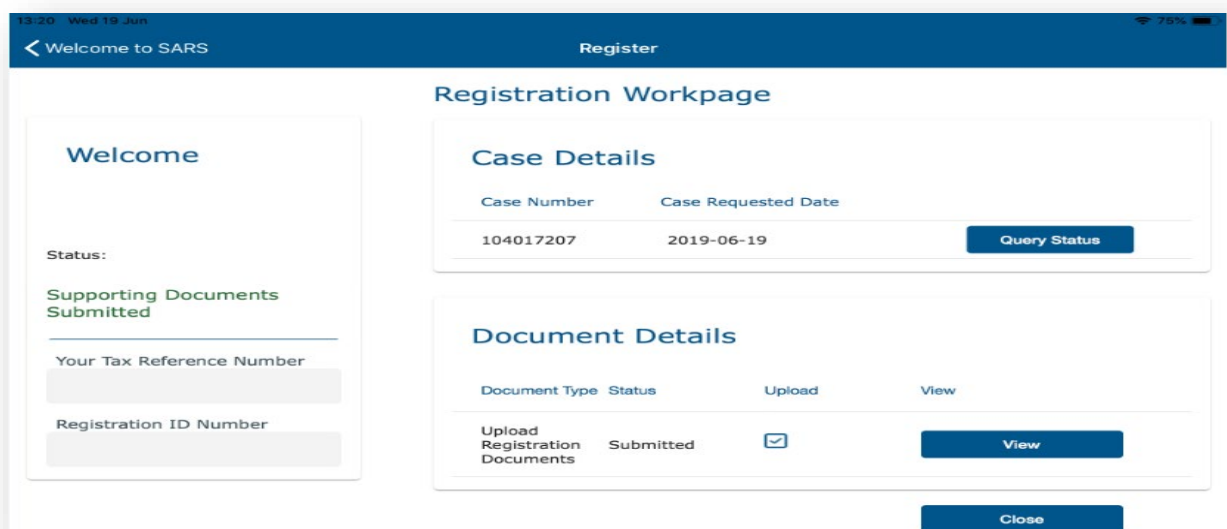 13:20 Wed 19 Jun
75%
Welcome to SARS
Register
Registration Workpage
Welcome
Status:
Supporting Documents
Submitted
Your Tax Reference Number
Registration ID Number
Case Details
Case Number Case Requested Date
104017207 2019-06-19 Query Status
Document Details
Document Type Status Upload View
Upload
Registration Submitted View
Documents
Close